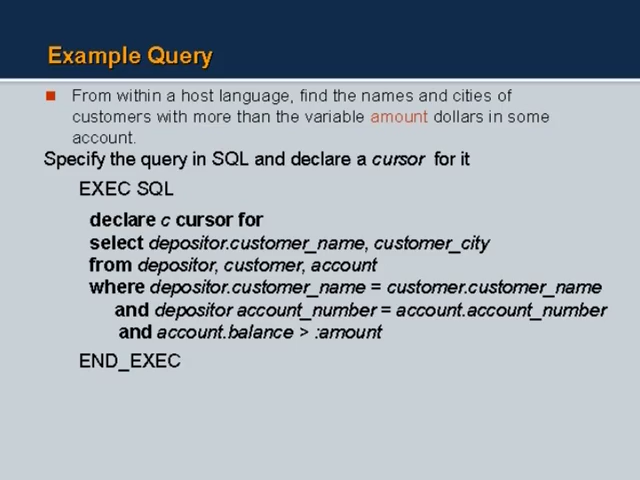 Example Query
From within a host language, find the names and cities of
customers with more than the variable amount dollars in some
account.
Specify the query in SQL and declare a cursor for it
EXEC SQL
declare c cursor for
select depositor.customer_name, customer_city
from depositor, customer, account
where depositor.customer_name = customer.customer_name
and depositor account_number = account.account_number
and account.balance > :amount
END_EXEC